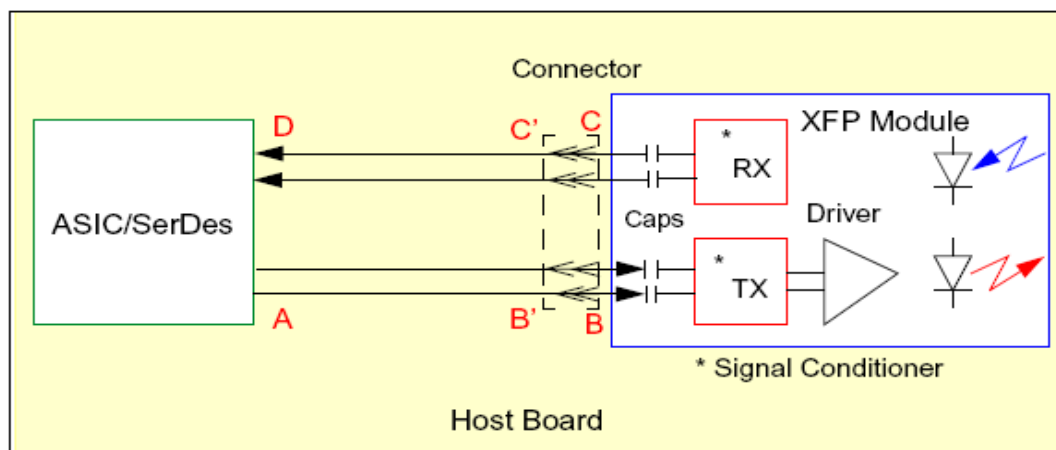 Connector
D
C'
C
XFP Module
*
RX
ASIC/SerDes
Caps
Driver
*
TX
A
B'
B
* Signal Conditioner
Host Board